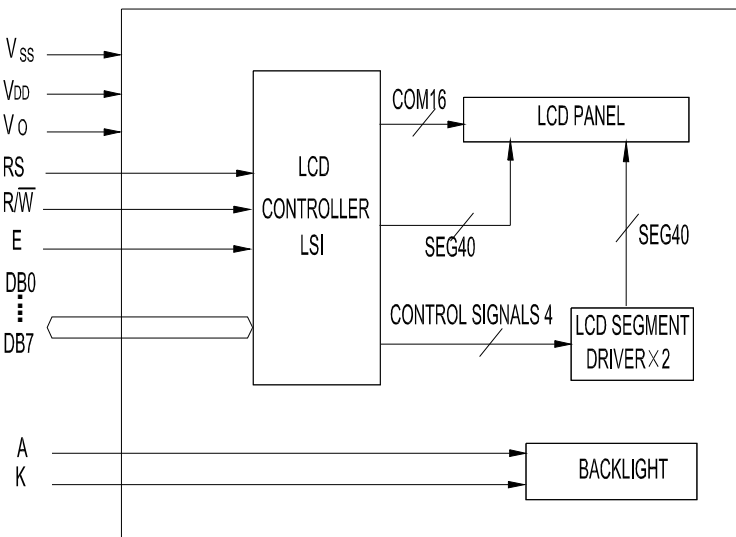 VSS
VDD
VO
RS
R/W̅
E
DB0
DB7
A
K
LCD
CONTROLLER
LSI
COM16
LCD PANEL
SEG40
SEG40
CONTROL SIGNALS 4
LCD SEGMENT
DRIVER×2
BACKLIGHT